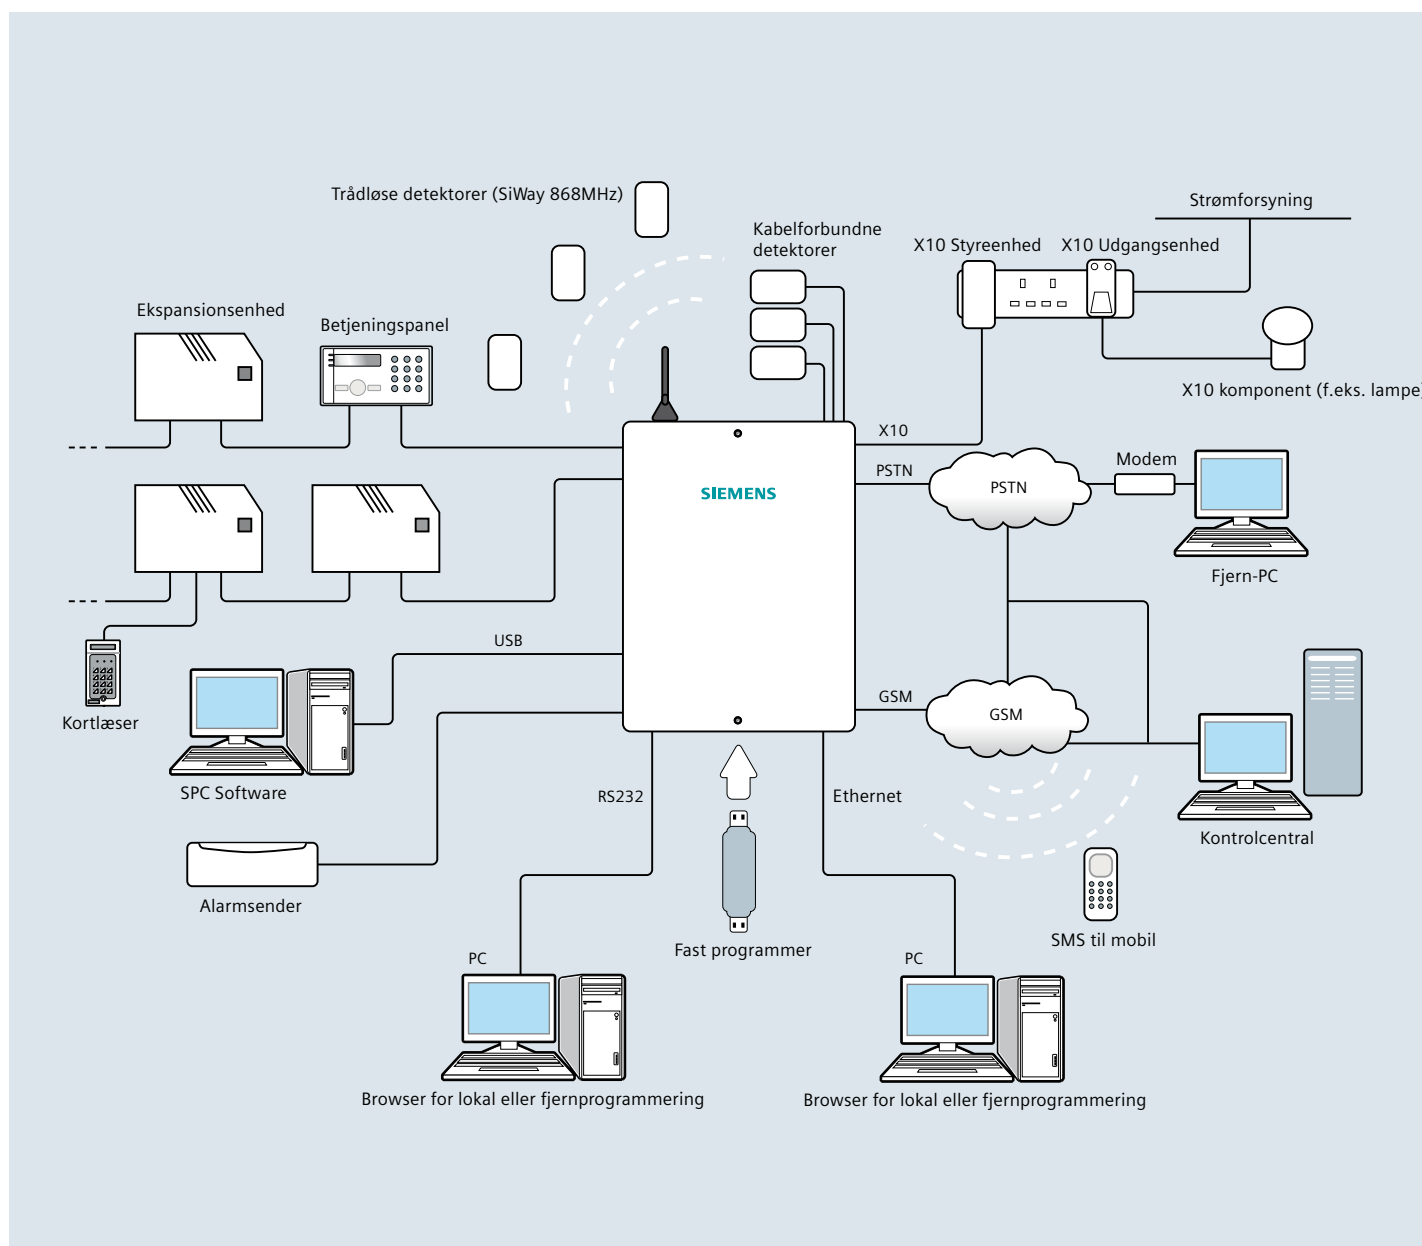 Trådløse detektorer (SiWay 868MHz)
Strømforsyning
Kabelforbundne
detektorer
X10 Styreenhed
X10 Udgangsenhed
Ekspansionsenhed
Betjeningspanel
X10 komponent (f.eks. lampe)
X10
PSTN
PSTN
Modem
SIEMENS
Fjern-PC
USB
GSM
GSM
Kortlæser
SPC Software
RS232
Ethernet
Kontrolcentral
Alarmsender
Fast programmer
SMS til mobil
PC
PC
Browser for lokal eller fjernprogrammering
Browser for lokal eller fjernprogrammering